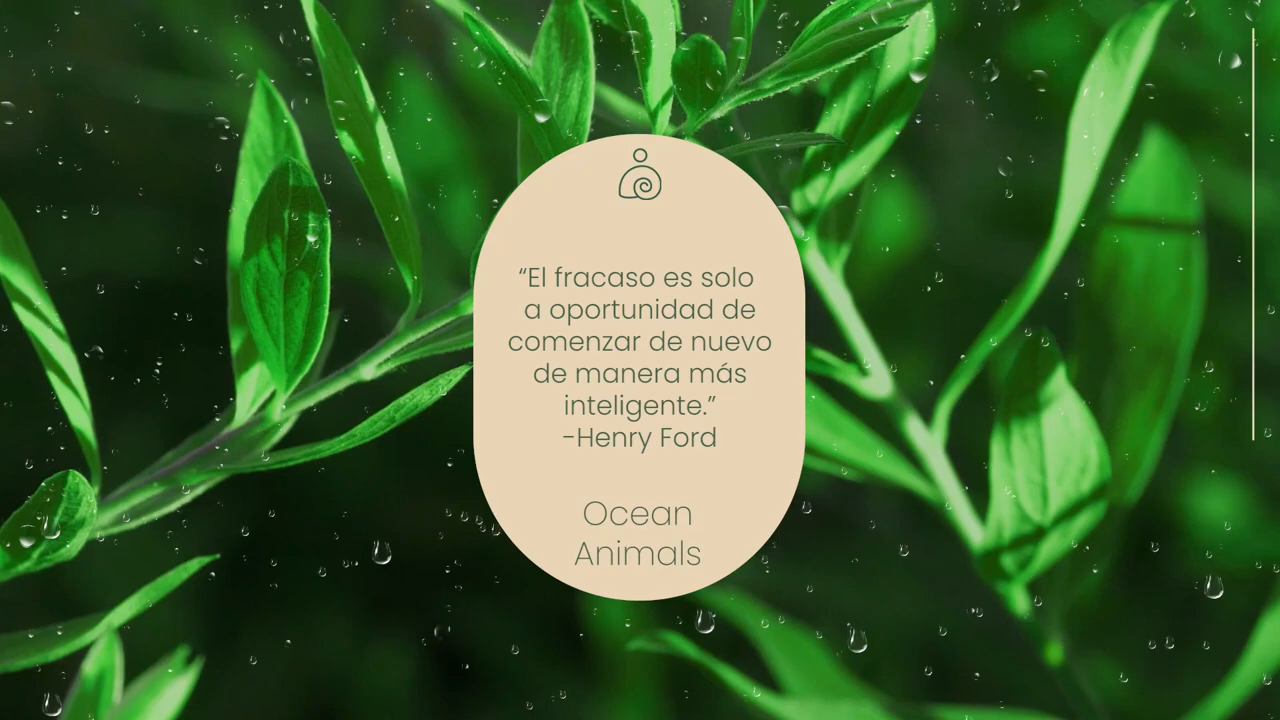 “El fracaso es solo
a oportunidad de
comenzar de nuevo
de manera más
inteligente.”
-Henry Ford
Ocean
Animals